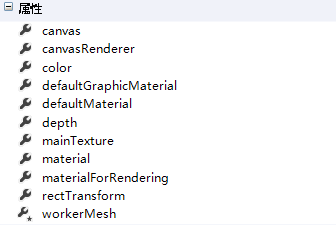 属性
canvas
canvasRenderer
color
defaultGraphicMaterial
defaultMaterial
depth
mainTexture
material
materialForRendering
rectTransform
workerMesh